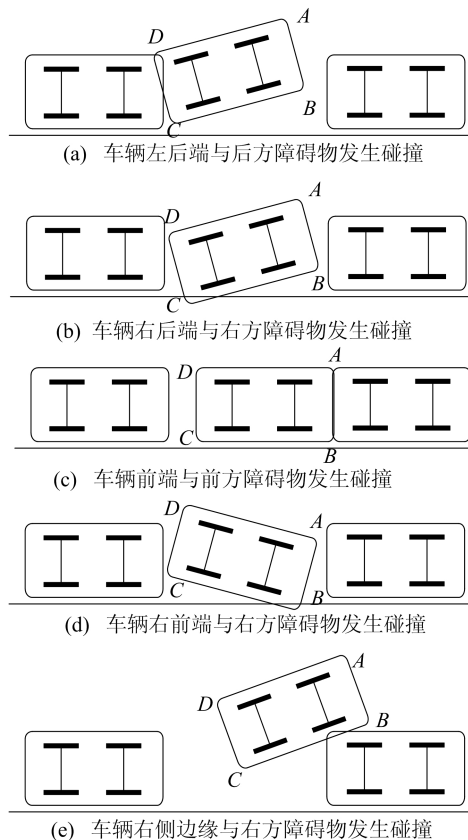 A
D
B
C
(a) 车辆左后端与后方障碍物发生碰撞
A
D
B
C
(b) 车辆右后端与右方障碍物发生碰撞
A
D
C
B
(c) 车辆前端与前方障碍物发生碰撞
D
A
C
B
(d) 车辆右前端与右方障碍物发生碰撞
A
D
B
C
(e) 车辆右侧边缘与右方障碍物发生碰撞